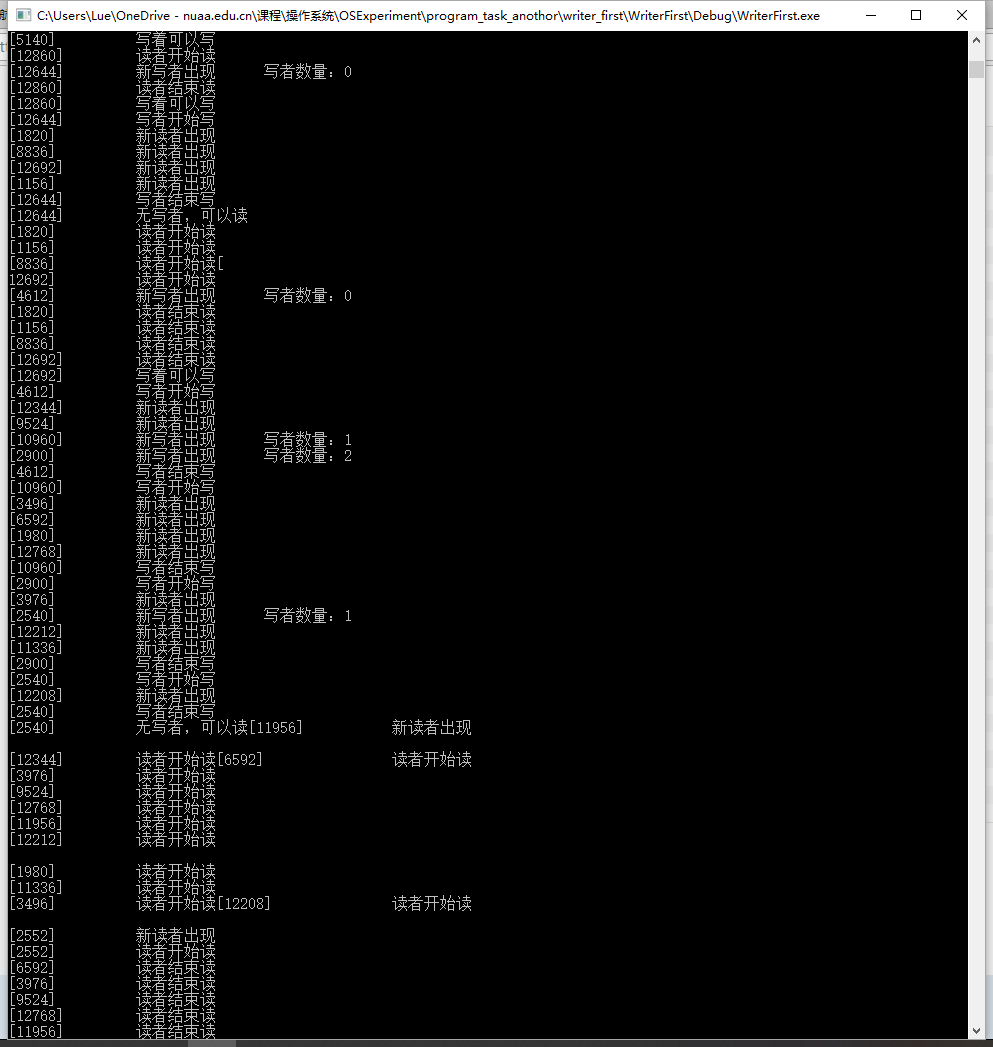 C:\Users\Lue\OneDrive - nuaa.edu.cn\课程\操作系统\OSExperiment\program_task_anothor\writer_first\WriterFirst\Debug\WriterFirst.exe
[5140] 写着可以写
[12860] 读者开始读
[12644] 新写者出现 写者数量：0
[12860] 读者结束读
[12860] 写着可以写
[12644] 写者开始写
[1820] 新读者出现
[8836] 新读者出现
[12692] 新读者出现
[1156] 新读者出现
[12644] 写者结束写
[12644] 无写者，可以读
[1820] 读者开始读
[1156] 读者开始读
[8836] 读者开始读[
12692] 读者开始读
[4612] 新写者出现 写者数量：0
[1820] 读者结束读
[1156] 读者结束读
[8836] 读者结束读
[12692] 读者结束读
[12692] 写着可以写
[4612] 写者开始写
[12344] 新读者出现
[9524] 新读者出现
[10960] 新写者出现 写者数量：1
[2900] 新写者出现 写者数量：2
[4612] 写者结束写
[10960] 写者开始写
[3496] 新读者出现
[6592] 新读者出现
[1980] 新读者出现
[12768] 新读者出现
[10960] 写者结束写
[2900] 写者开始写
[3976] 新读者出现
[2540] 新写者出现 写者数量：1
[12212] 新读者出现
[11336] 新读者出现
[2900] 写者结束写
[2540] 写者开始写
[12208] 新读者出现
[2540] 写者结束写
[2540] 无写者，可以读[11956] 新读者出现
[12344] 读者开始读[6592] 读者开始读
[3976] 读者开始读
[9524] 读者开始读
[12768] 读者开始读
[11956] 读者开始读
[12212] 读者开始读
[1980] 读者开始读
[11336] 读者开始读
[3496] 读者开始读[12208] 读者开始读
[2552] 新读者出现
[2552] 读者开始读
[6592] 读者结束读
[3976] 读者结束读
[9524] 读者结束读
[12768] 读者结束读
[11956] 读者结束读